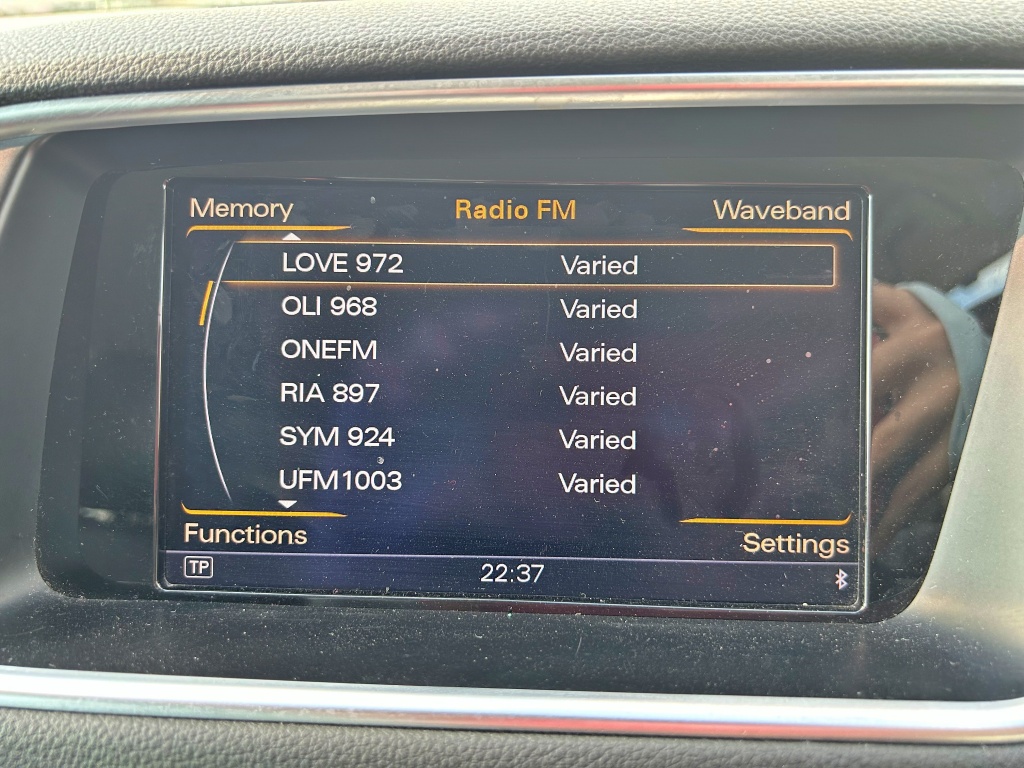 Memory Radio FM Waveband
LOVE 972 Varied
OLI 968 Varied
ONEFM Varied
RIA 897 Varied
SYM 924 Varied
UFM1003 Varied
Functions Settings
TP 22:37